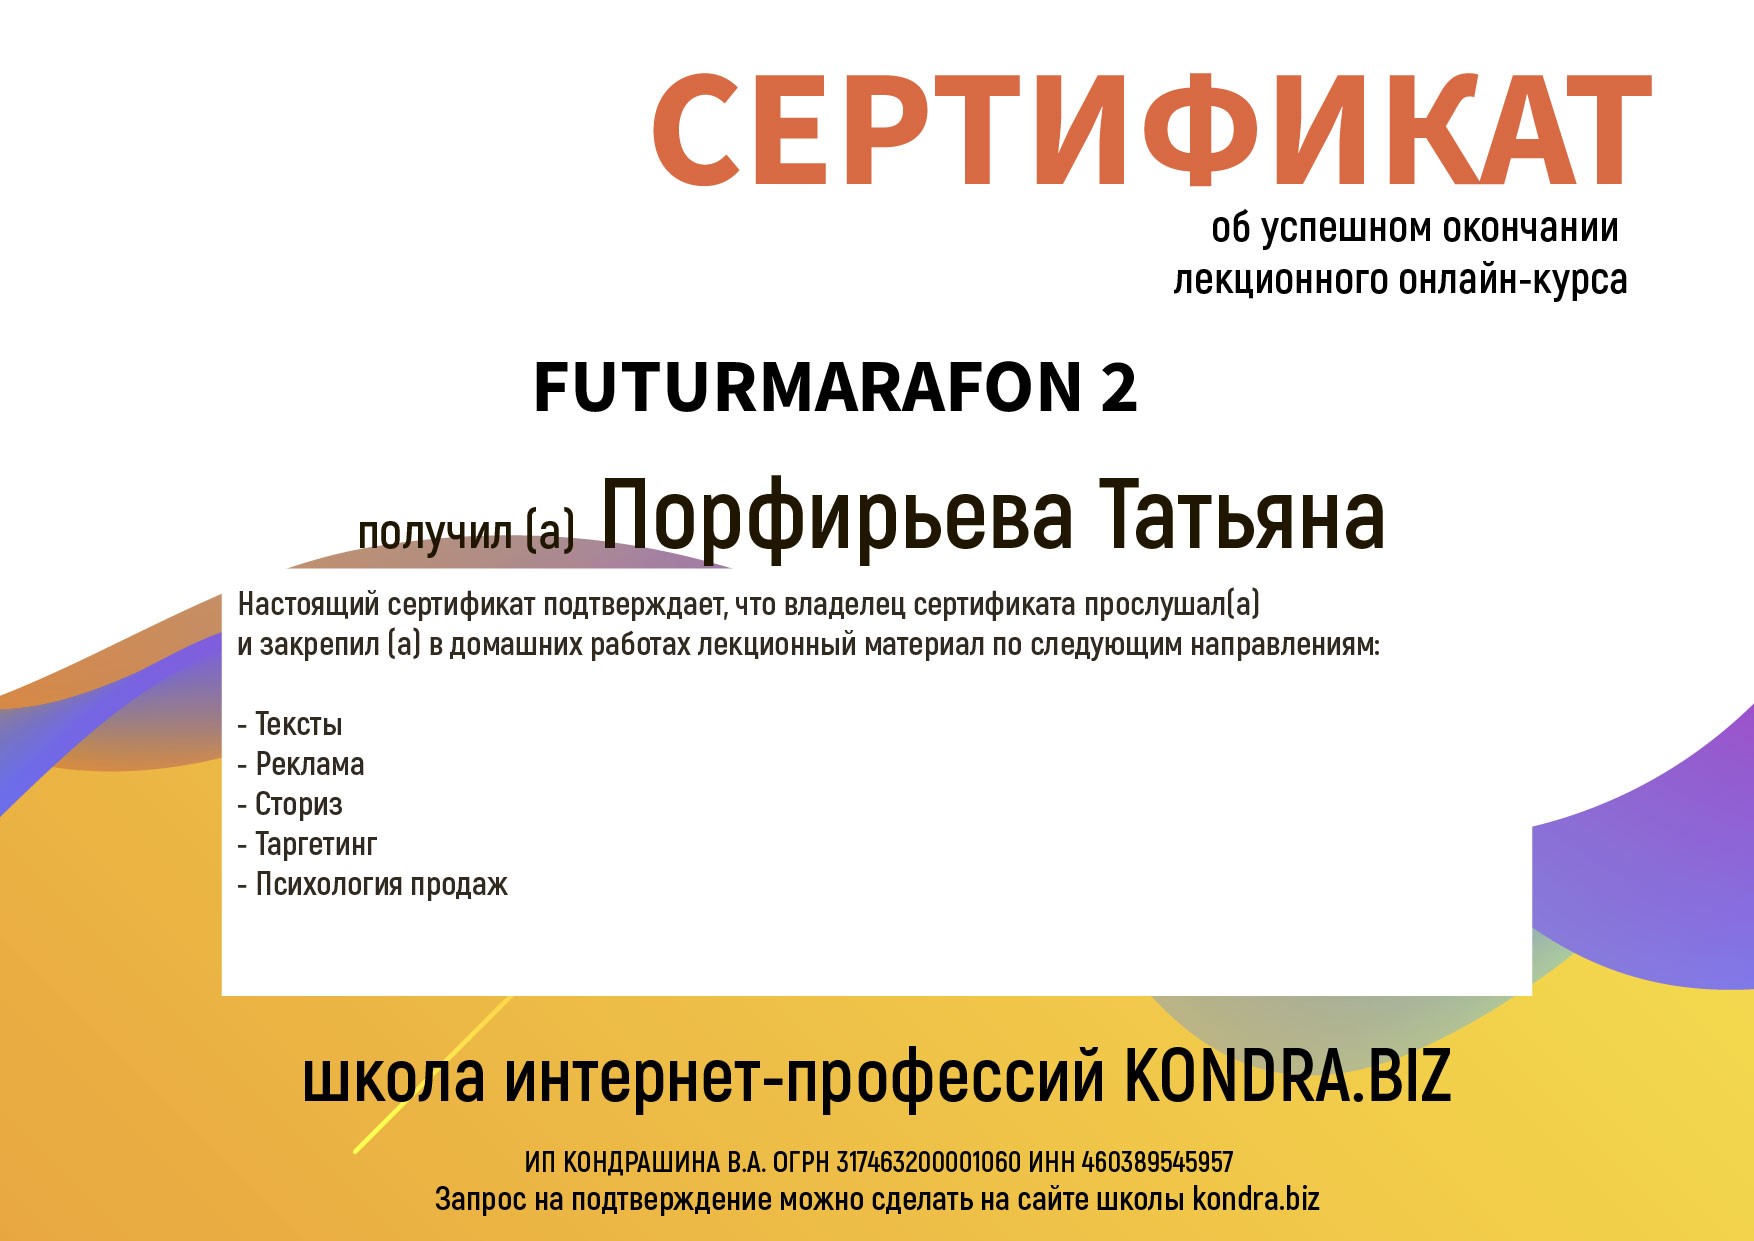 СЕРТИФИКАТ
об успешном окончании
лекционного онлайн-курса
FUTURMARAFON 2
получил (а) Порфирьева Татьяна
Настоящий сертификат подтверждает, что владелец сертификата прослушал(а)
и закрепил (а) в домашних работах лекционный материал по следующим направлениям:
- Тексты
- Реклама
- Сториз
- Таргетинг
- Психология продаж
школа интернет-профессий KONDRA.BIZ
ИП КОНДРАШИНА В.А. ОГРН 317463200001060 ИНН 460389545957
Запрос на подтверждение можно сделать на сайте школы kondra.biz